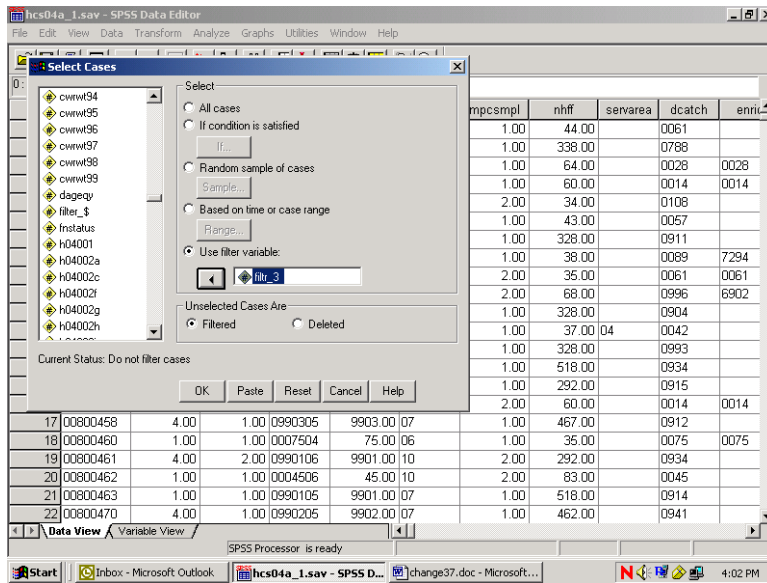 hcs04a_1.sav - SPSS Data Editor
File Edit View Data Transform Analyze Graphs Utilities Window Help
Select Cases
0:
cwrwt94
cwrwt95
cwrwt96
cwrwt97
cwrwt98
cwrwt99
dageqy
filter_$
fnstatus
h04001
h04002a
h04002c
h04002f
h04002g
h04002h
Select
All cases
If condition is satisfied
If...
Random sample of cases
Sample...
Based on time or case range
Range...
Use filter variable:
filtr_3
Unselected Cases Are
Filtered Deleted
Current Status: Do not filter cases
OK Paste Reset Cancel Help
mpcsmpl nhff servarea dcatch enric
1.00 44.00 0061
1.00 338.00 0788
1.00 64.00 0028 0028
1.00 60.00 0014 0014
2.00 34.00 0108
1.00 43.00 0057
1.00 328.00 0911
1.00 38.00 0089 7294
2.00 35.00 0061 0061
2.00 68.00 0996 6902
1.00 328.00 0904
1.00 37.00 04 0042
1.00 328.00 0993
1.00 518.00 0934
1.00 292.00 0915
2.00 60.00 0014 0014
17 00800458 4.00 1.00 0990305 9903.00 07 1.00 467.00 0912
18 00800460 1.00 1.00 0007504 75.00 06 1.00 35.00 0075 0075
19 00800461 4.00 2.00 0990106 9901.00 10 2.00 292.00 0934
20 00800462 1.00 1.00 0004506 45.00 10 2.00 83.00 0045
21 00800463 1.00 1.00 0990105 9901.00 07 1.00 518.00 0914
22 00800470 4.00 1.00 0990205 9902.00 07 1.00 462.00 0941
Data View Variable View
SPSS Processor is ready
Start Inbox - Microsoft Outlook hcs04a_1.sav - SPSS D... change37.doc - Microsoft... N 4:02 PM